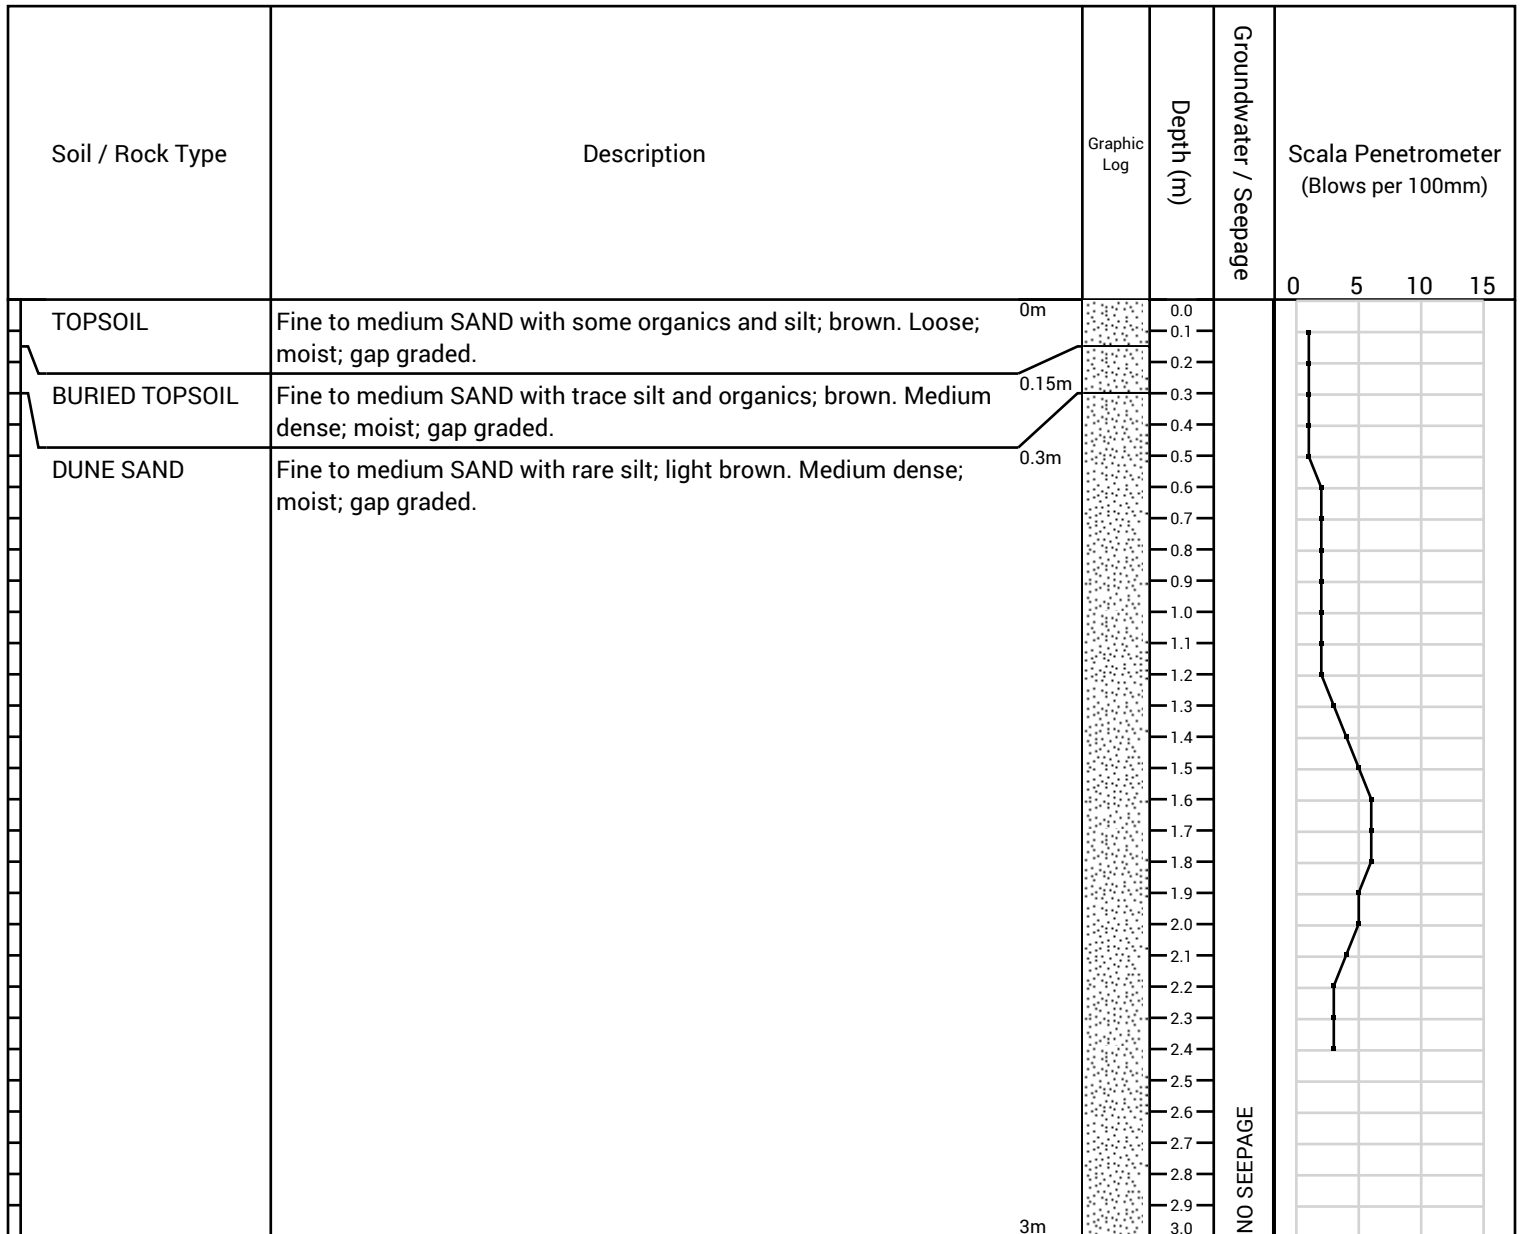 Soil / Rock Type
Description
Graphic
Log
Depth (m)
Groundwater / Seepage
Scala Penetrometer
(Blows per 100mm)
0 5 10 15
TOPSOIL
Fine to medium SAND with some organics and silt; brown. Loose;
moist; gap graded.
0m
BURIED TOPSOIL
Fine to medium SAND with trace silt and organics; brown. Medium
dense; moist; gap graded.
0.15m
DUNE SAND
Fine to medium SAND with rare silt; light brown. Medium dense;
moist; gap graded.
0.3m
3m
0.0
0.1
0.2
0.3
0.4
0.5
0.6
0.7
0.8
0.9
1.0
1.1
1.2
1.3
1.4
1.5
1.6
1.7
1.8
1.9
2.0
2.1
2.2
2.3
2.4
2.5
2.6
2.7
2.8
2.9
3.0
NO SEEPAGE